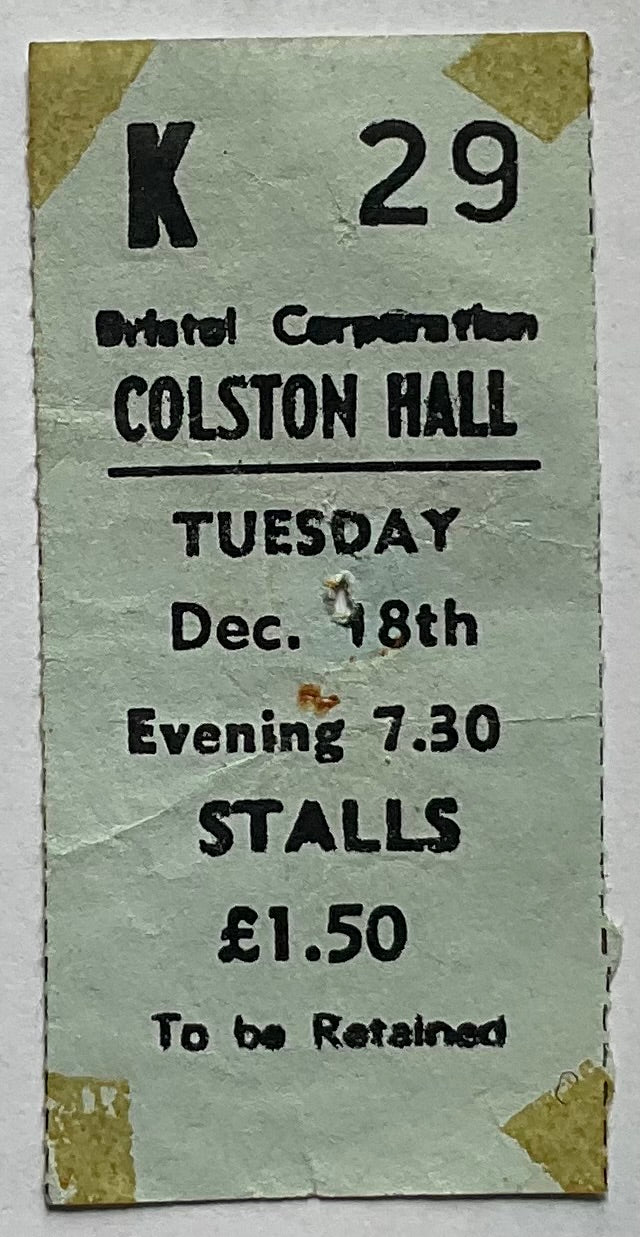 K 29
Bristol Corporation
COLSTON HALL
TUESDAY
Dec. 18th
Evening 7.30
STALLS
£1.50
To be Retained